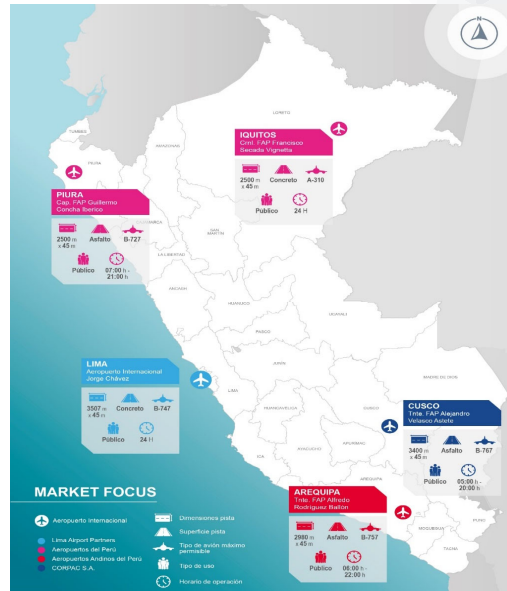 TUMBES
PIURA
AMAZONAS
LORETO
IQUITOS
Crnl. FAP Francisco
Secada Vignetta
2500 m
x 45 m
Concreto
A-310
Público
24 H
PIURA
Cap. FAP Guillermo
Concha Iberico
2500 m
x 45 m
Asfalto
B-727
Público
07:00 h -
21:00 h
SAN
MARTIN
LA LIBERTAD
ANCASH
HUANUCO
UCAYALI
PASCO
JUNIN
LIMA
Aeropuerto Internacional
Jorge Chávez
3507 m
x 45 m
Concreto
B-747
Público
24 H
LIMA
MADRE DE DIOS
HUANCAVELICA
CUSCO
ICA
AYACUCHO
APURIMAC
CUSCO
Tnte. FAP Alejandro
Velasco Astete
3400 m
x 45 m
Asfalto
B-767
Público
05:00 h -
20:00 h
AREQUIPA
PUNO
MOQUEGUA
TACNA
AREQUIPA
Tnte. FAP Alfredo
Rodríguez Ballón
2980 m
x 45 m
Asfalto
B-757
Público
06:00 h -
22:00 h
MARKET FOCUS
Aeropuerto Internacional
Lima Airport Partners
Aeropuertos del Perú
Aeropuertos Andinos del Perú
CORPAC S.A.
Dimensiones pista
Superficie pista
Tipo de avión máximo
permisible
Tipo de uso
Horario de operación